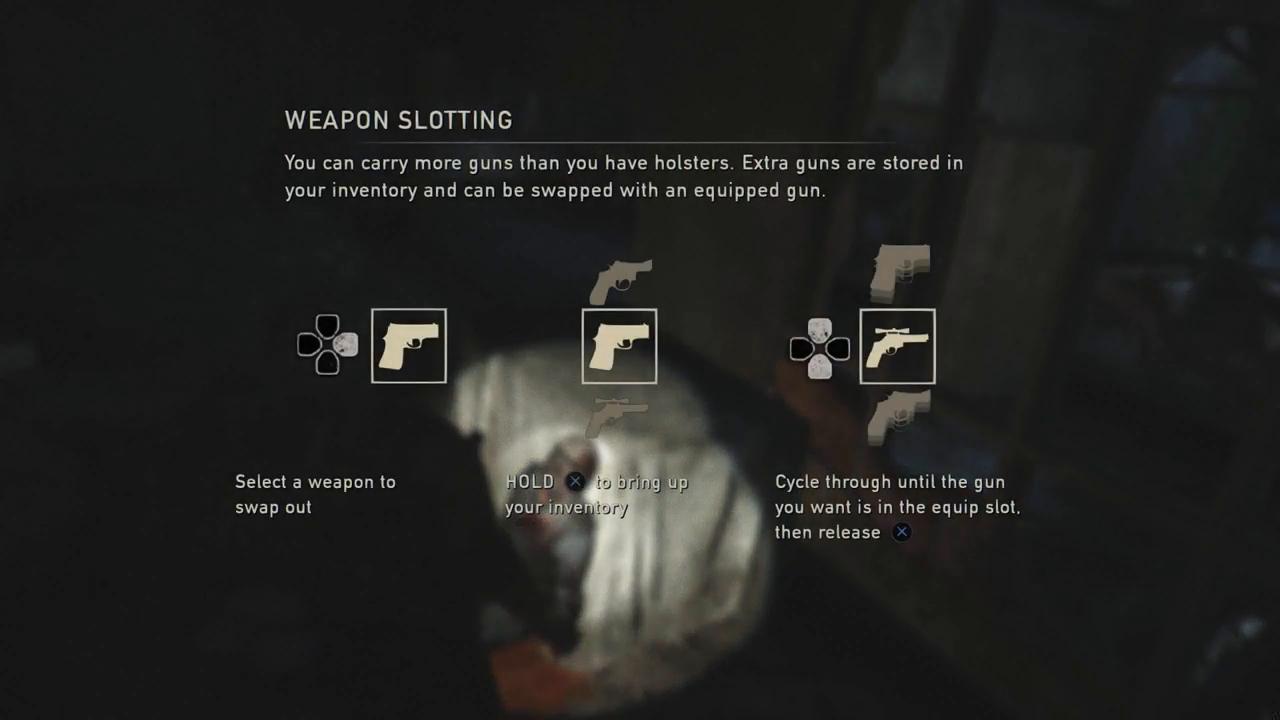 WEAPON SLOTTING
You can carry more guns than you have holsters. Extra guns are stored in
your inventory and can be swapped with an equipped gun.
Select a weapon to
swap out
HOLD ⓧ to bring up
your inventory
Cycle through until the gun
you want is in the equip slot,
then release ⓧ